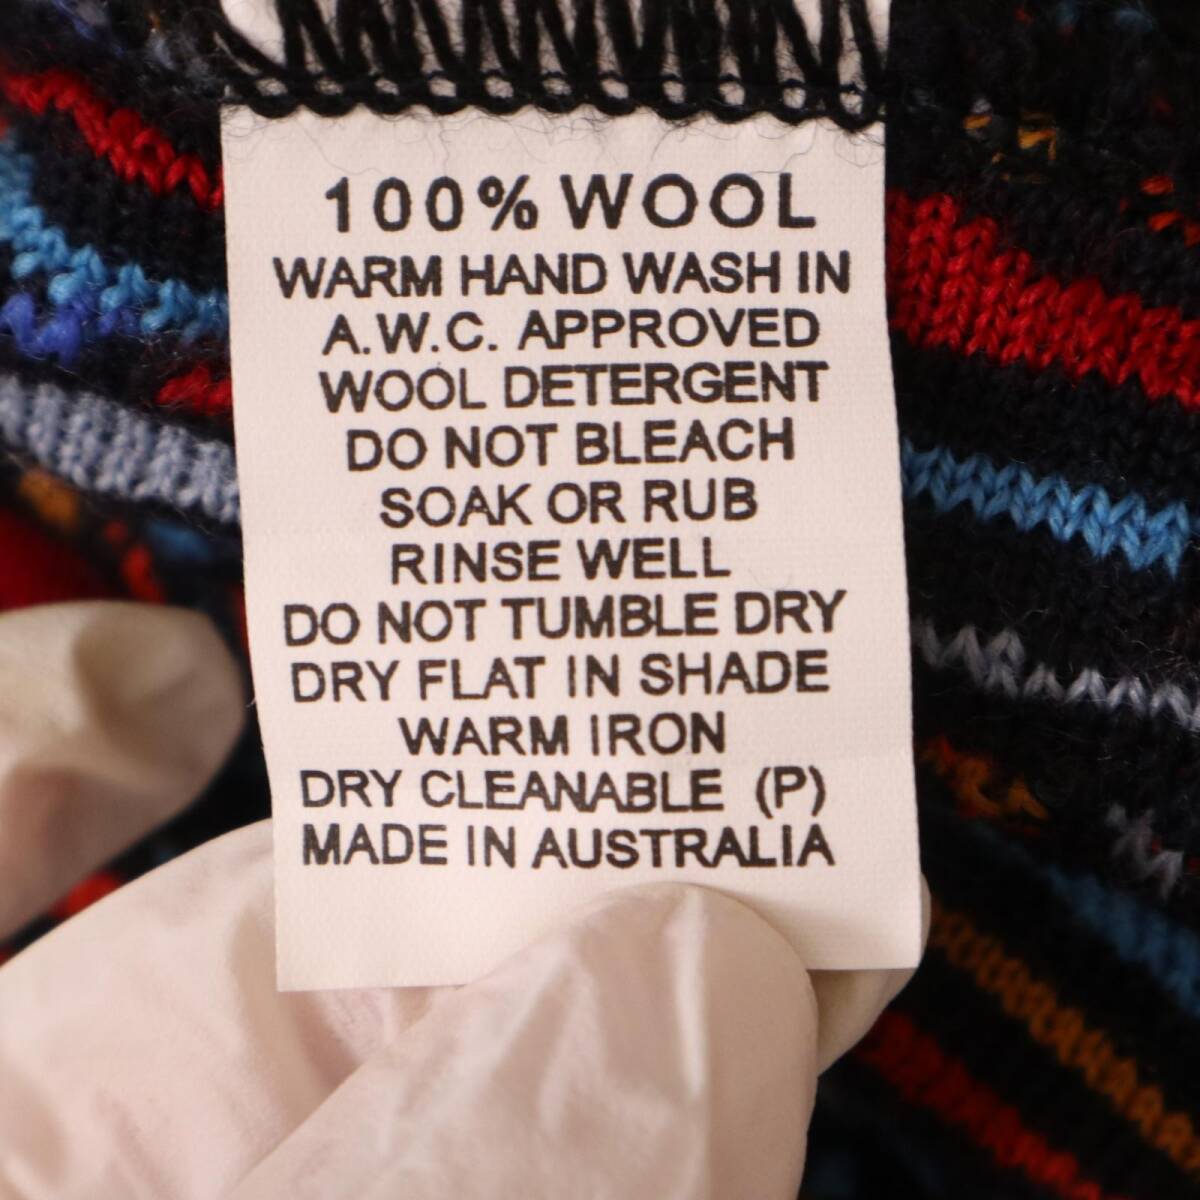 100% WOOL
WARM HAND WASH IN
A.W.C. APPROVED
WOOL DETERGENT
DO NOT BLEACH
SOAK OR RUB
RINSE WELL
DO NOT TUMBLE DRY
DRY FLAT IN SHADE
WARM IRON
DRY CLEANABLE (P)
MADE IN AUSTRALIA